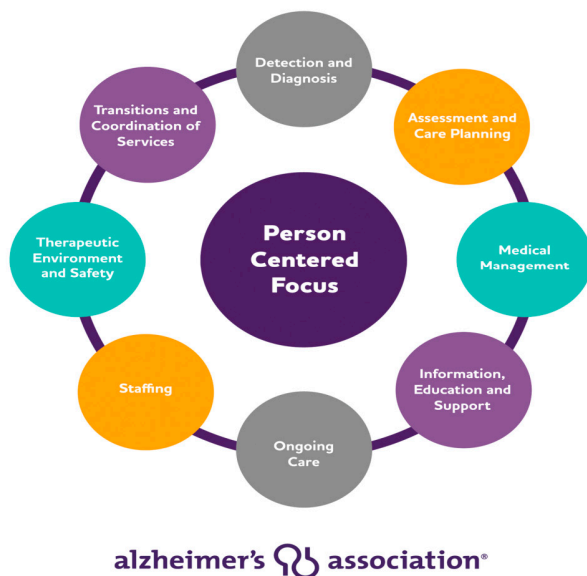 Detection and
Diagnosis
Assessment and
Care Planning
Medical
Management
Information,
Education and
Support
Ongoing
Care
Staffing
Therapeutic
Environment
and Safety
Transitions and
Coordination of
Services
Person
Centered
Focus
alzheimer's association®